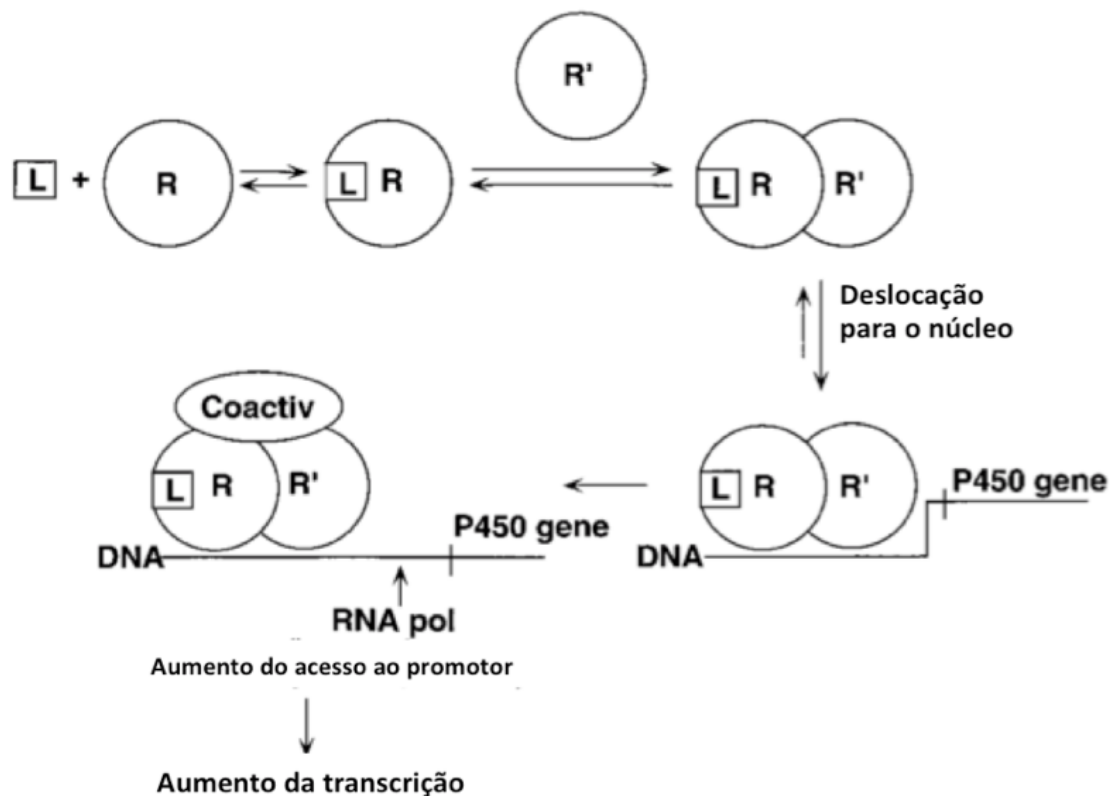 R'
L + R
L R
L R R'
Deslocação
para o núcleo
L R R'
P450 gene
DNA
Coactiv
L R R'
P450 gene
DNA
RNA pol
Aumento do acesso ao promotor
Aumento da transcrição